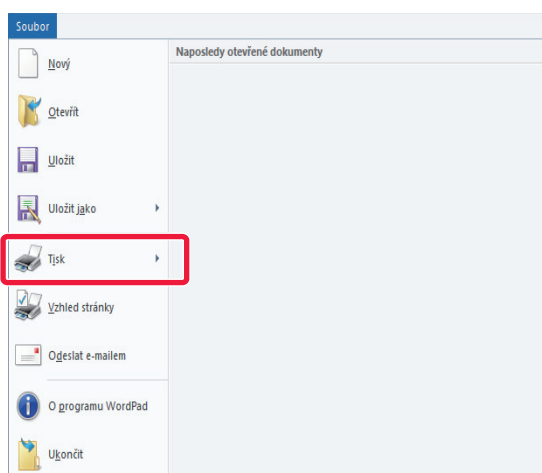 Soubor
Naposledy otevřené dokumenty
Nový
Otevřít
Uložit
Uložit jako
Tisk
Vzhled stránky
Odeslat e-mailem
O programu WordPad
Ukončit